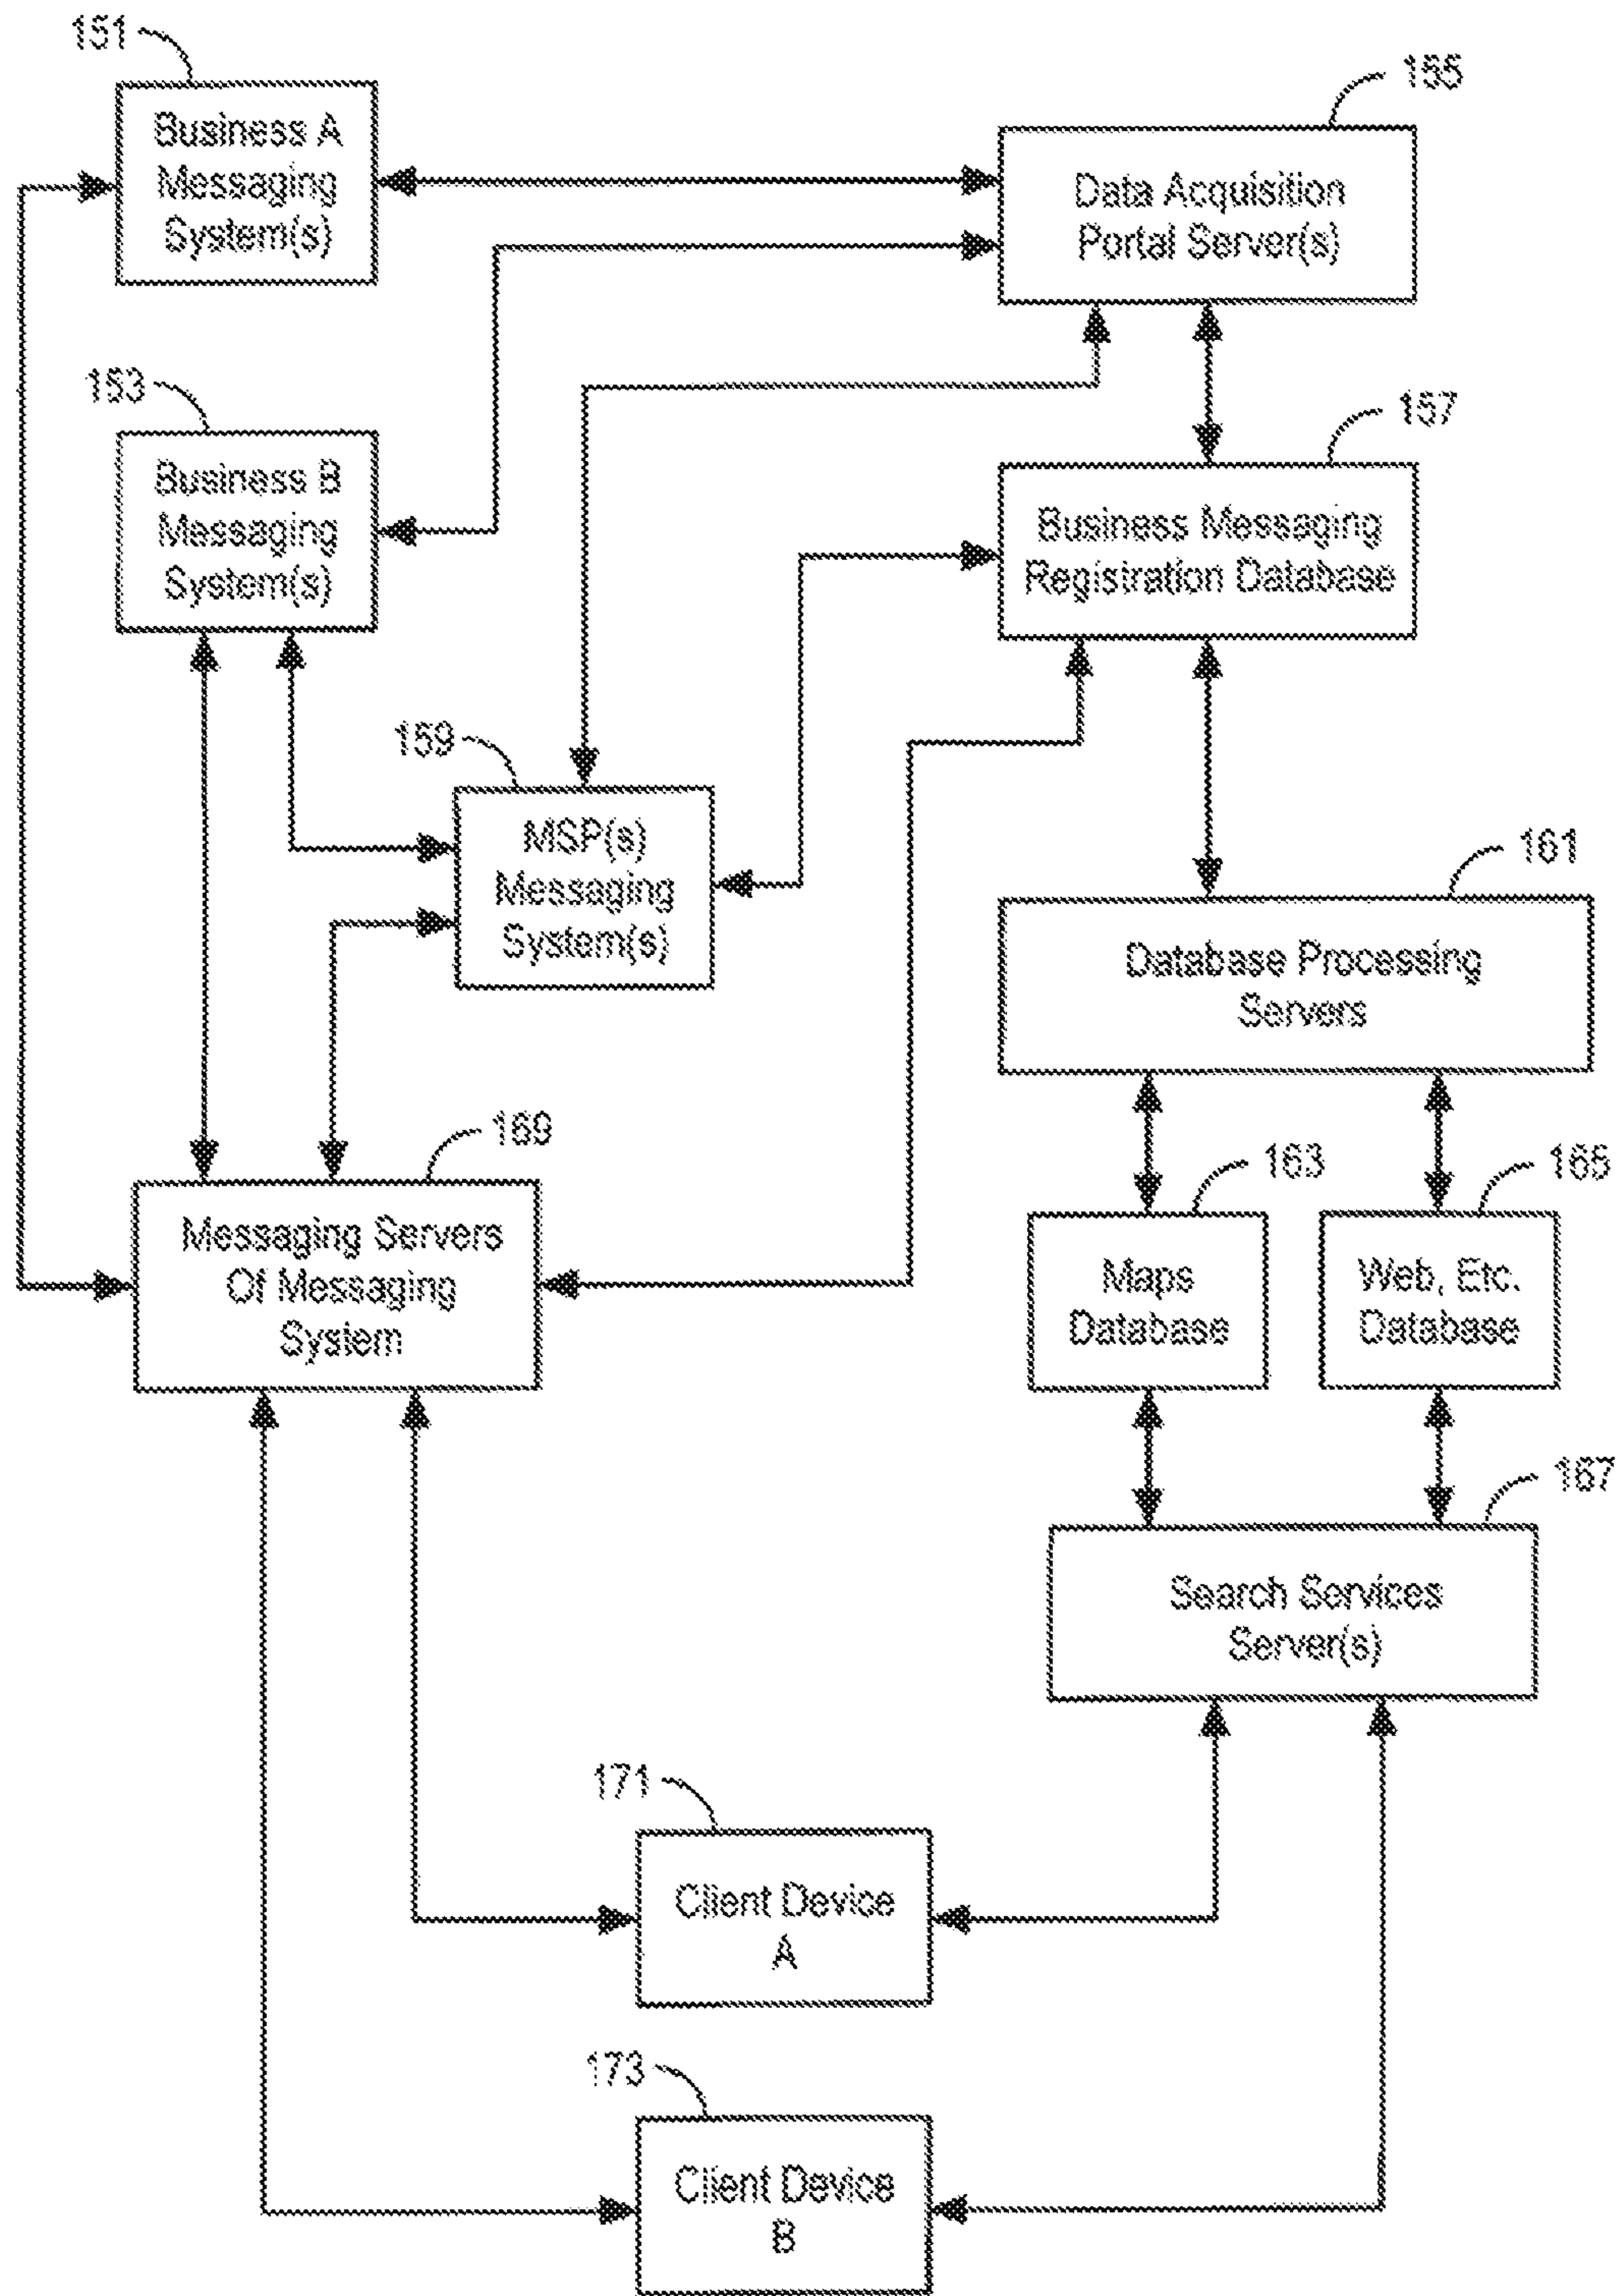 151
Business A
Messaging
System(s)
155
Data Acquisition
Portal Server(s)
153
Business B
Messaging
System(s)
157
Business Messaging
Registration Database
159
MSP(s)
Messaging
System(s)
161
Database Processing
Servers
169
Messaging Servers
Of Messaging
System
163
Maps
Database
165
Web, Etc.
Database
167
Search Services
Server(s)
171
Client Device
A
173
Client Device
B